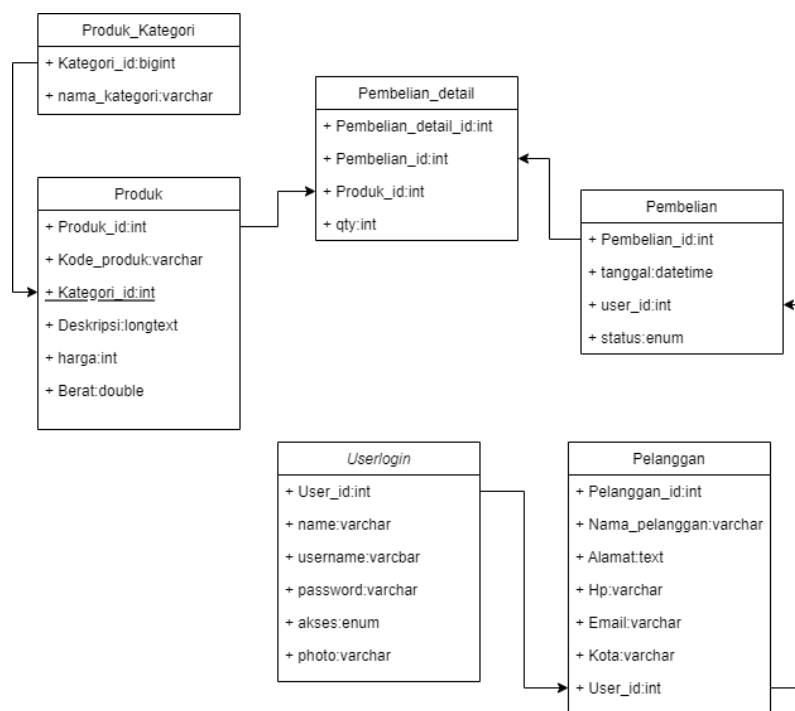 Produk_Kategori
+ Kategori_id:bigint
+ nama_kategori:varchar
Pembelian_detail
+ Pembelian_detail_id:int
+ Pembelian_id:int
+ Produk_id:int
+ qty:int
Produk
+ Produk_id:int
+ Kode_produk:varchar
+ Kategori_id:int
+ Deskripsi:longtext
+ harga:int
+ Berat:double
Pembelian
+ Pembelian_id:int
+ tanggal:datetime
+ user_id:int
+ status:enum
Userlogin
+ User_id:int
+ name:varchar
+ username:varcbar
+ password:varchar
+ akses:enum
+ photo:varchar
Pelanggan
+ Pelanggan_id:int
+ Nama_pelanggan:varchar
+ Alamat:text
+ Hp:varchar
+ Email:varchar
+ Kota:varchar
+ User_id:int